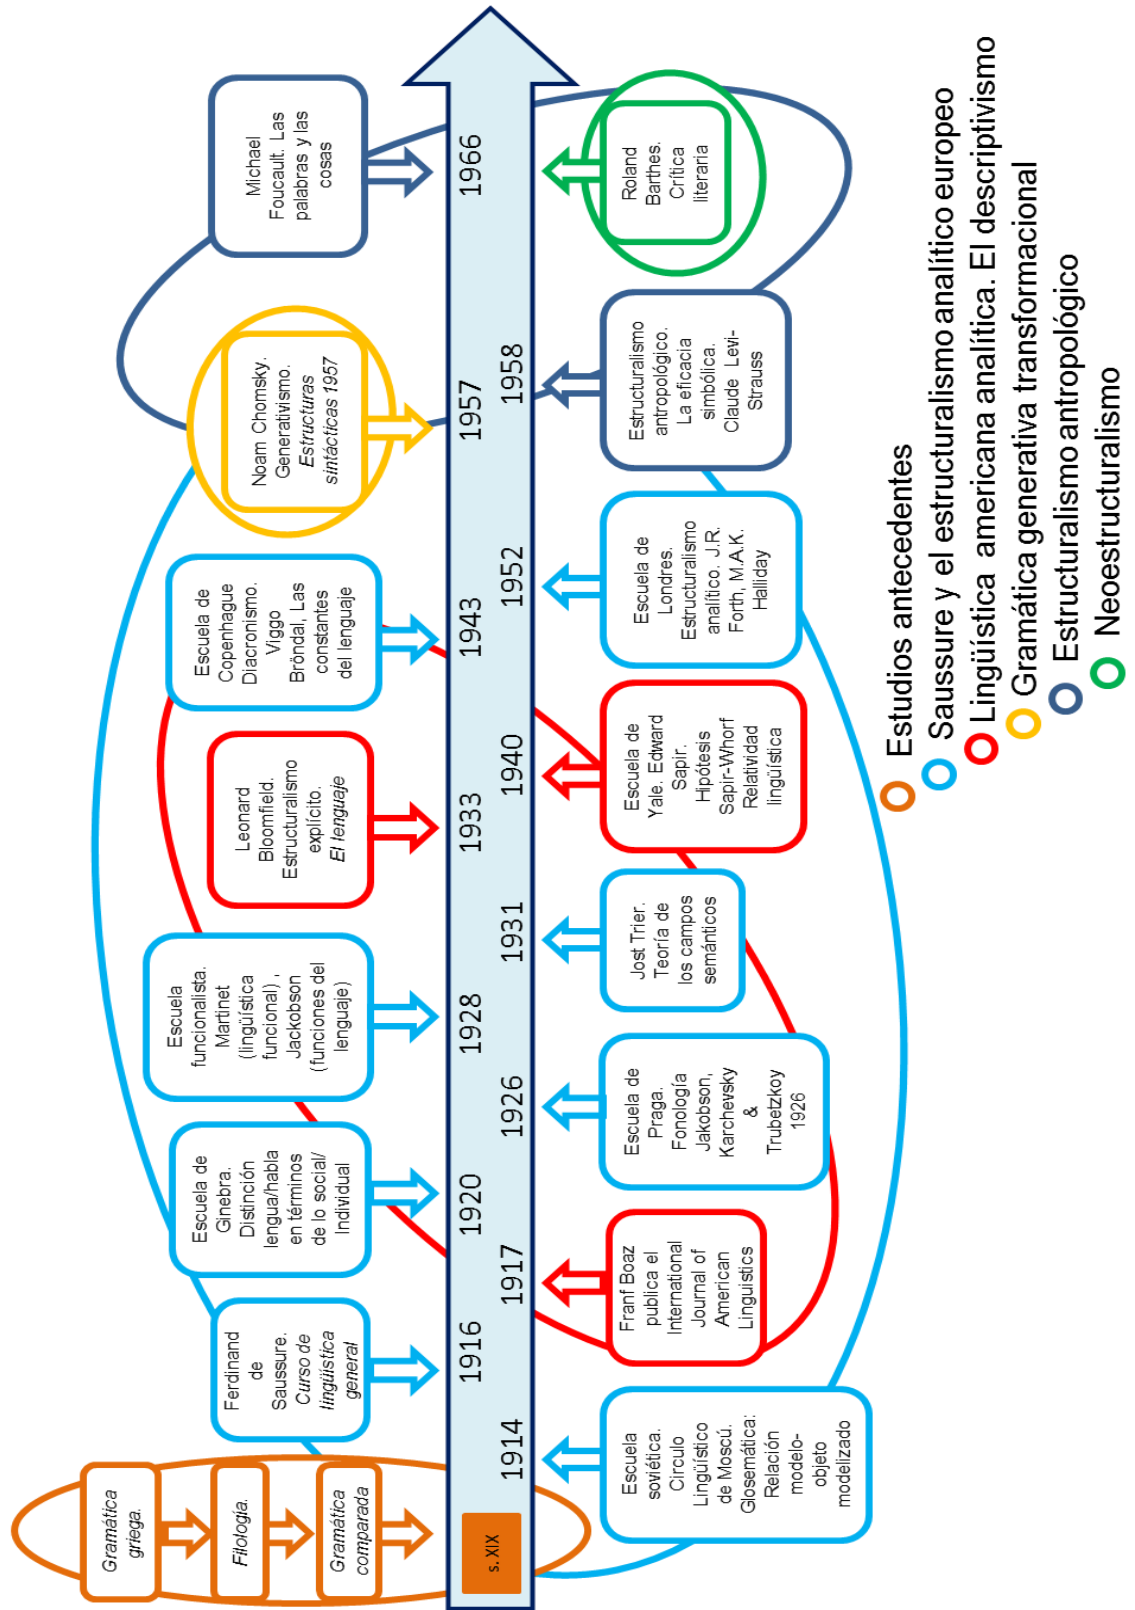 Gramática
griega.
Filología.
Gramática
comparada
s. XIX
Ferdinand
de
Saussure.
Curso de
lingüística
general
Escuela de
Ginebra.
Distinción
lengua/habla
en términos
de lo social/
Individual
Escuela
funcionalista.
Martinet
(lingüística
funcional) ,
Jackobson
(funciones del
lenguaje)
Leonard
Bloomfield.
Estructuralismo
explícito.
El lenguaje
Escuela de
Copenhague
Diacronismo.
Viggo
Bröndal, Las
constantes
del lenguaje
Noam Chomsky.
Generativismo.
Estructuras
sintácticas 1957
Michael
Foucault. Las
palabras y las
cosas
1916
1920
1928
1933
1943
1957
1966
1914
1917
1926
1931
1940
1952
1958
Escuela
soviética.
Circulo
Lingüístico
de Moscú.
Glosemática:
Relación
modelo-
objeto
modelizado
Franf Boaz
publica el
International
Journal of
American
Linguistics
Escuela de
Praga.
Fonología
Jakobson,
Karchevsky
&
Trubetzkoy
1926
Jost Trier.
Teoría de
los campos
semánticos
Escuela de
Yale. Edward
Sapir.
Hipótesis
Sapir-Whorf
Relatividad
lingüística
Escuela de
Londres.
Estructuralismo
analítico. J.R.
Forth, M.A.K.
Halliday
Estructuralismo
antropológico.
La eficacia
simbólica.
Claude Levi-
Strauss
Roland
Barthes.
Crítica
literaria
Estudios antecedentes
Saussure y el estructuralismo analítico europeo
Lingüística americana analítica. El descriptivismo
Gramática generativa transformacional
Estructuralismo antropológico
Neoestructuralismo